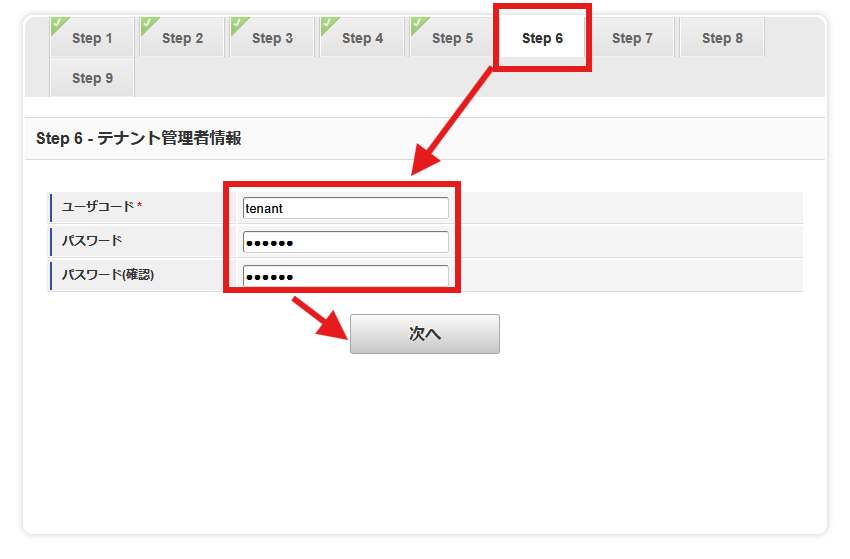 Step 1 Step 2 Step 3 Step 4 Step 5 Step 6 Step 7 Step 8
Step 9
Step 6 - テナント管理者情報
ユーザコード * tenant
パスワード ●●●●●●
パスワード(確認) ●●●●●●
次へ